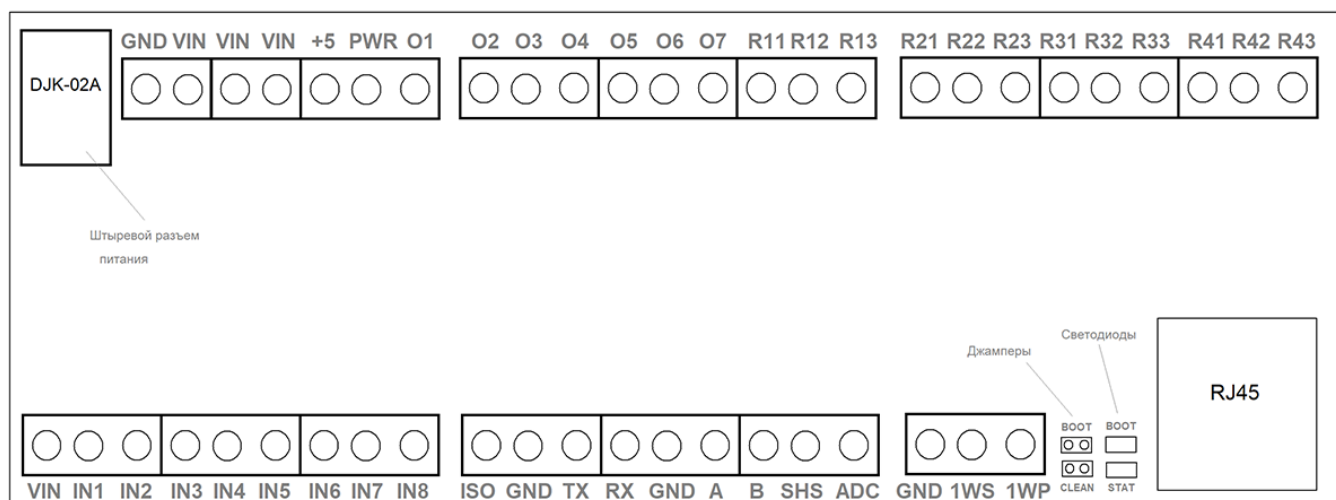 GND VIN VIN VIN +5 PWR O1 O2 O3 O4 O5 O6 O7 R11 R12 R13 R21 R22 R23 R31 R32 R33 R41 R42 R43
DJK-02A
Штыревой разъем
питания
Светодиоды
Джамперы
RJ45
BOOT BOOT
CLEAN STAT
VIN IN1 IN2 IN3 IN4 IN5 IN6 IN7 IN8 ISO GND TX RX GND A B SHS ADC GND 1WS 1WP